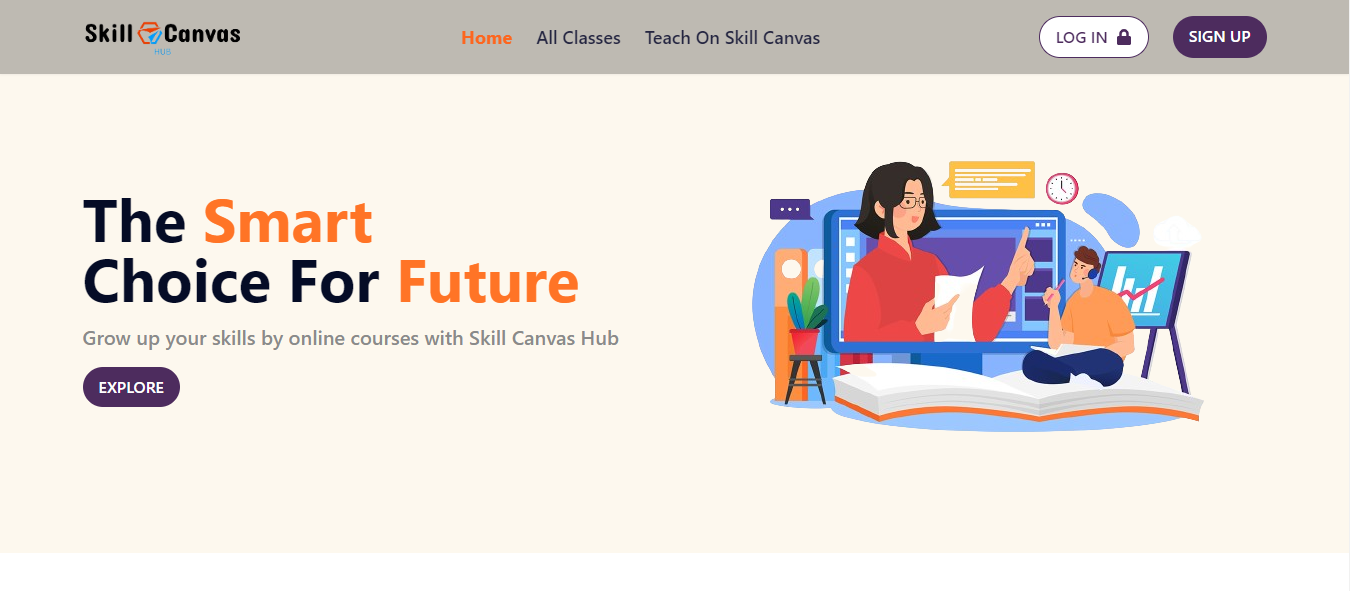 Skill Canvas
HUB
Home
All Classes
Teach On Skill Canvas
LOG IN
SIGN UP
The Smart
Choice For Future
Grow up your skills by online courses with Skill Canvas Hub
EXPLORE